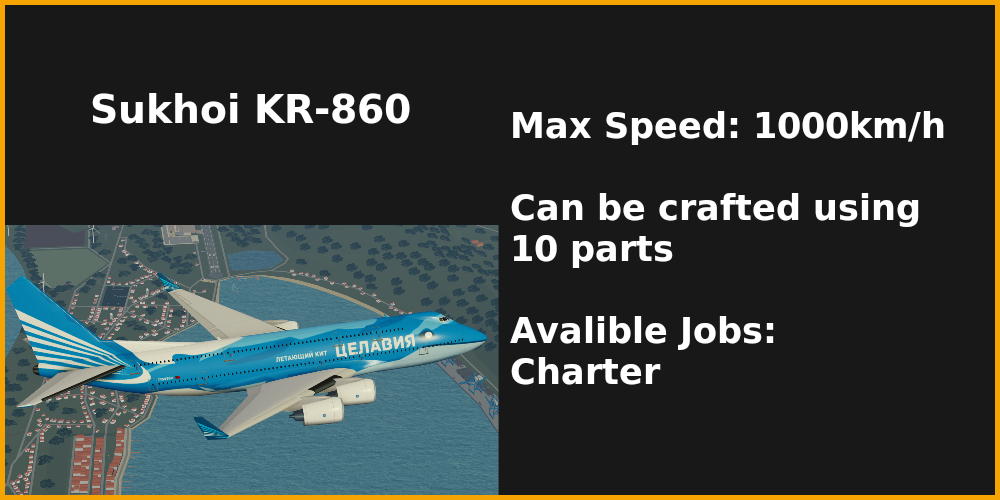 Sukhoi KR-860
Max Speed: 1000km/h
Can be crafted using
10 parts
Avalible Jobs:
Charter
ЛЕТАЮЩИЙ КИТ ЦЕЛАВИЯ